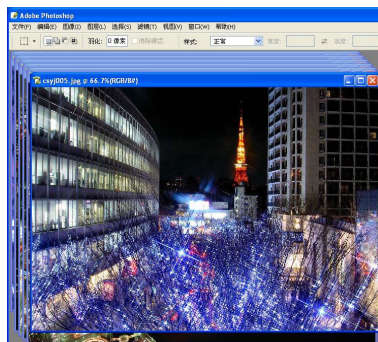 Adobe Photoshop
文件(F) 编辑(E) 图像(I) 图层(L) 选择(S) 滤镜(T) 视图(V) 窗口(W) 帮助(H)
羽化: 0 像素 消除锯齿 样式: 正常 宽度: 高度:
csyj005.jpg @ 66.7%(RGB/8#)